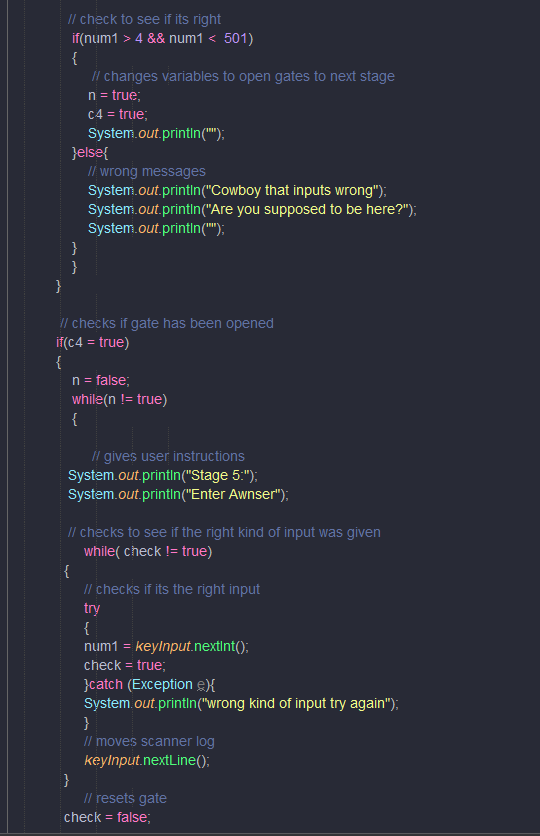 // check to see if its right
if(num1 > 4 && num1 < 501)
{
// changes variables to open gates to next stage
n = true;
c4 = true;
System.out.println("");
}else{
// wrong messages
System.out.println("Cowboy that inputs wrong");
System.out.println("Are you supposed to be here?");
System.out.println("");
}
}
}
// checks if gate has been opened
if(c4 = true)
{
n = false;
while(n != true)
{
// gives user instructions
System.out.println("Stage 5:");
System.out.println("Enter Awnser");
// checks to see if the right kind of input was given
while( check != true)
{
// checks if its the right input
try
{
num1 = keyInput.nextInt();
check = true;
}catch (Exception e){
System.out.println("wrong kind of input try again");
}
// moves scanner log
keyInput.nextLine();
}
// resets gate
check = false;